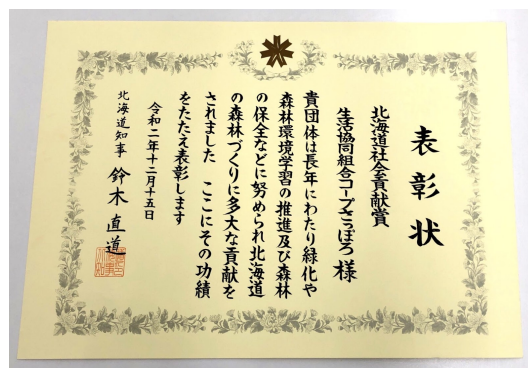 表彰状
北海道社会貢献賞
生活協同組合コープさっぽろ 様
貴団体は長年にわたり緑化や
森林環境学習の推進及び森林
の保全などに努められ北海道
の森林づくりに多大な貢献を
されました ここにその功績
をたたえ表彰します
令和二年十二月十五日
北海道知事 鈴木直道